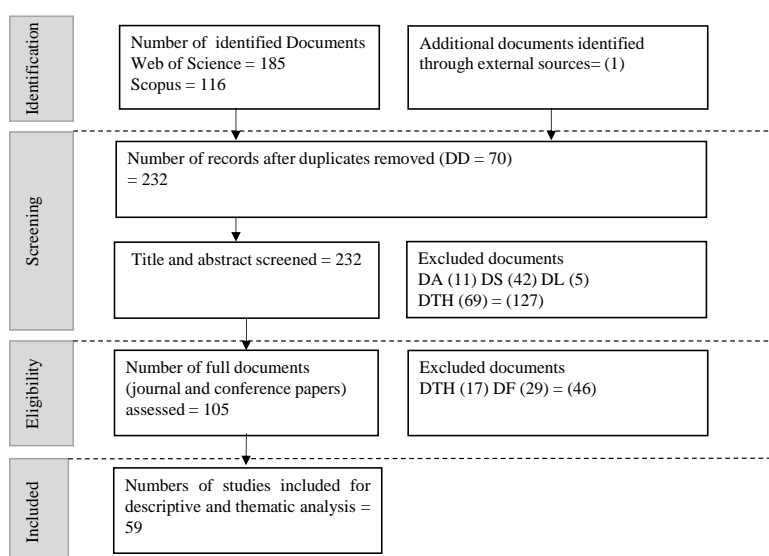 Identification
Number of identified Documents
Web of Science = 185
Scopus = 116
Additional documents identified
through external sources= (1)
Screening
Number of records after duplicates removed (DD = 70)
= 232
Title and abstract screened = 232
Excluded documents
DA (11) DS (42) DL (5)
DTH (69) = (127)
Eligibility
Number of full documents
(journal and conference papers)
assessed = 105
Excluded documents
DTH (17) DF (29) = (46)
Included
Numbers of studies included for
descriptive and thematic analysis =
59